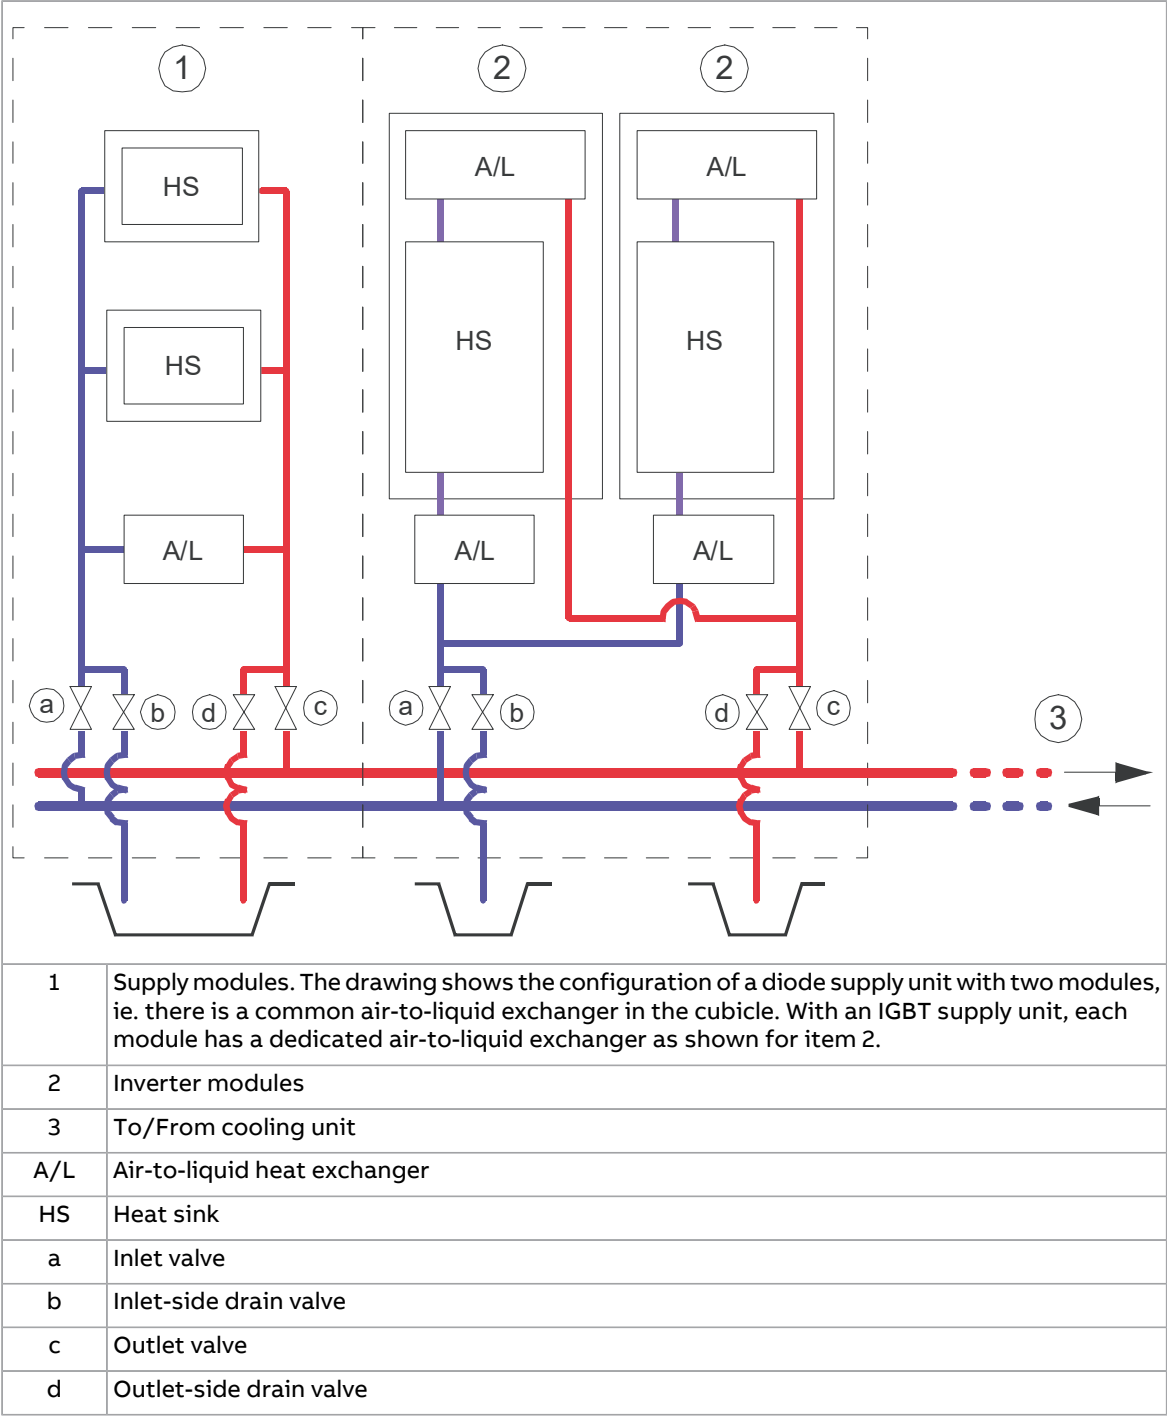 1
2
2
A/L
A/L
HS
HS
HS
HS
A/L
A/L
A/L
a
b
d
c
a
b
d
c
3
1 Supply modules. The drawing shows the configuration of a diode supply unit with two modules,
ie. there is a common air-to-liquid exchanger in the cubicle. With an IGBT supply unit, each
module has a dedicated air-to-liquid exchanger as shown for item 2.
2 Inverter modules
3 To/From cooling unit
A/L Air-to-liquid heat exchanger
HS Heat sink
a Inlet valve
b Inlet-side drain valve
c Outlet valve
d Outlet-side drain valve